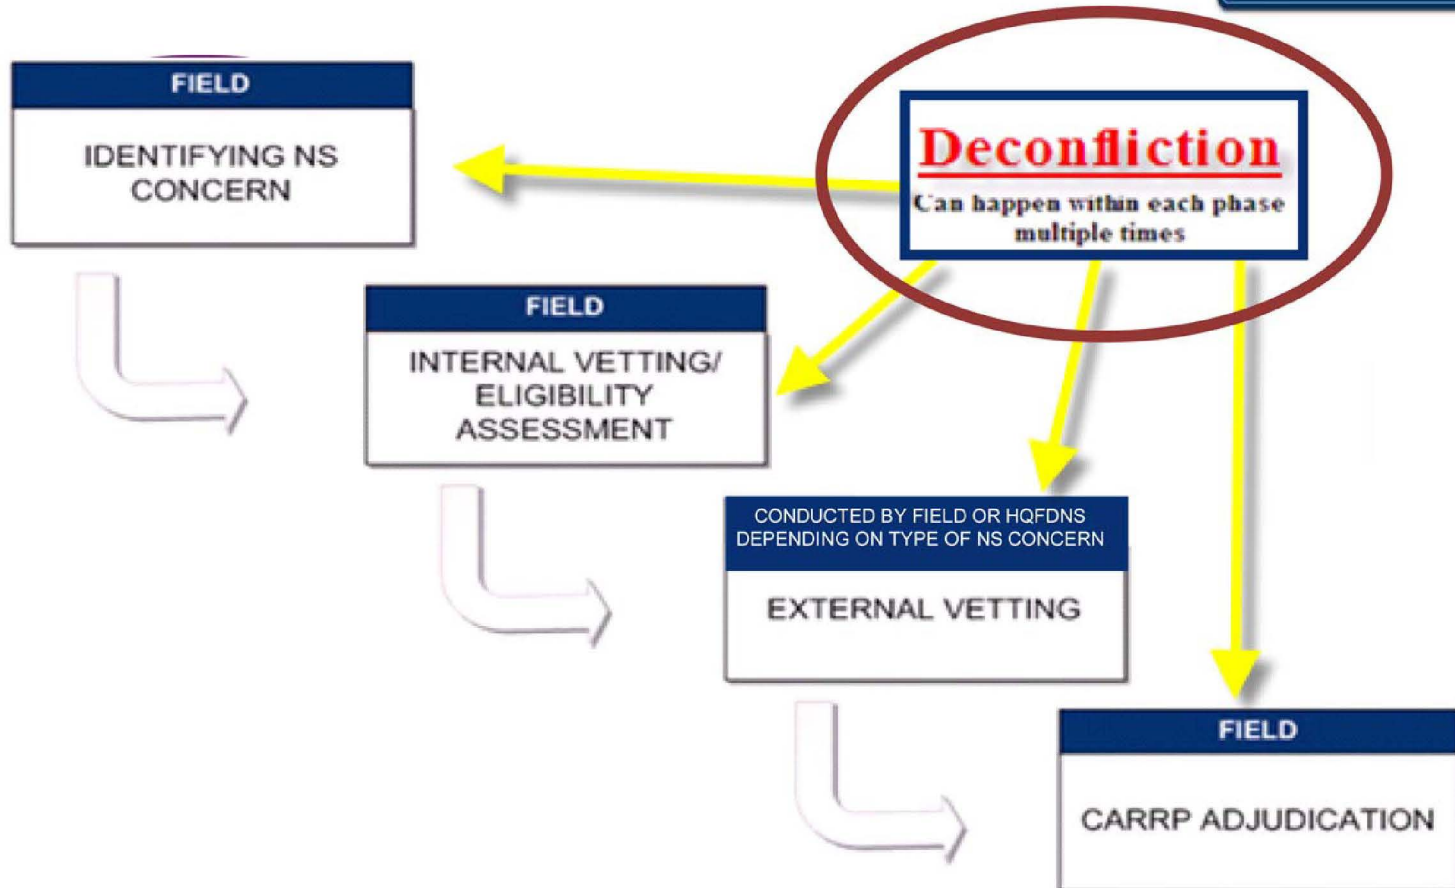 FIELD
IDENTIFYING NS
CONCERN
Deconfliction
Can happen within each phase
multiple times
FIELD
INTERNAL VETTING/
ELIGIBILITY
ASSESSMENT
CONDUCTED BY FIELD OR HQFDNS
DEPENDING ON TYPE OF NS CONCERN
EXTERNAL VETTING
FIELD
CARRP ADJUDICATION